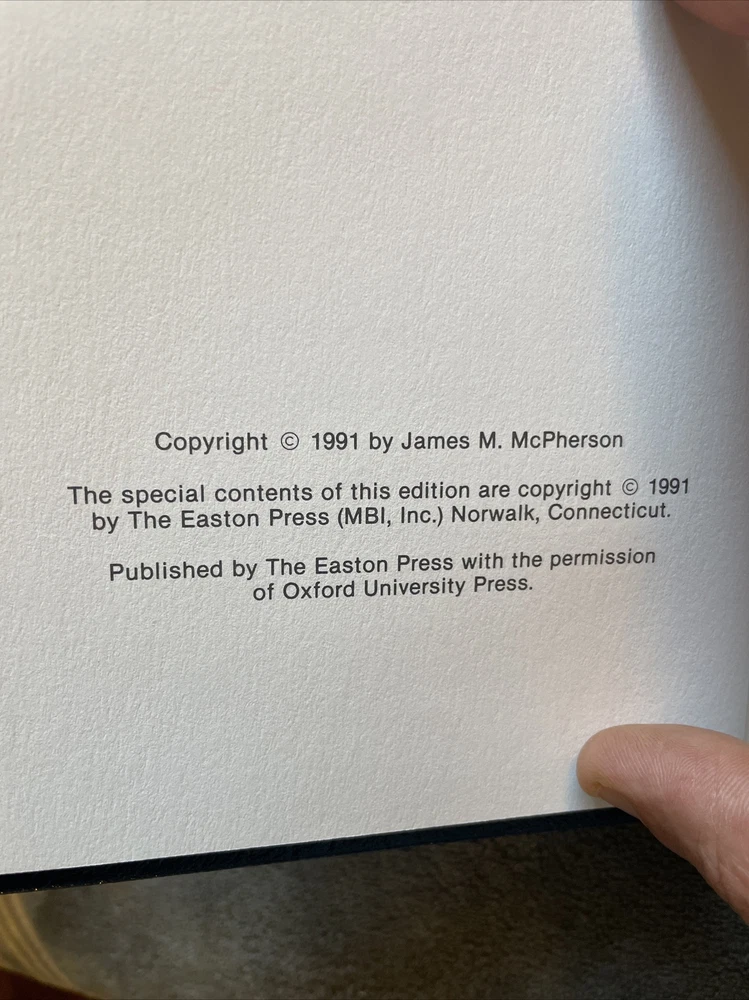 Copyright © 1991 by James M. McPherson
The special contents of this edition are copyright © 1991
by The Easton Press (MBI, Inc.) Norwalk, Connecticut.
Published by The Easton Press with the permission
of Oxford University Press.